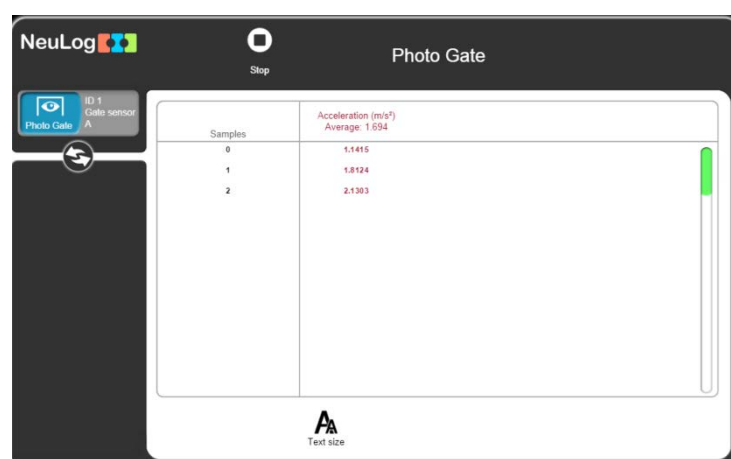 NeuLog
Stop
Photo Gate
Photo Gate
ID 1
Gate sensor
A
Samples
Acceleration (m/s²)
Average: 1.694
0 1.1415
1 1.8124
2 2.1303
AA
Text size